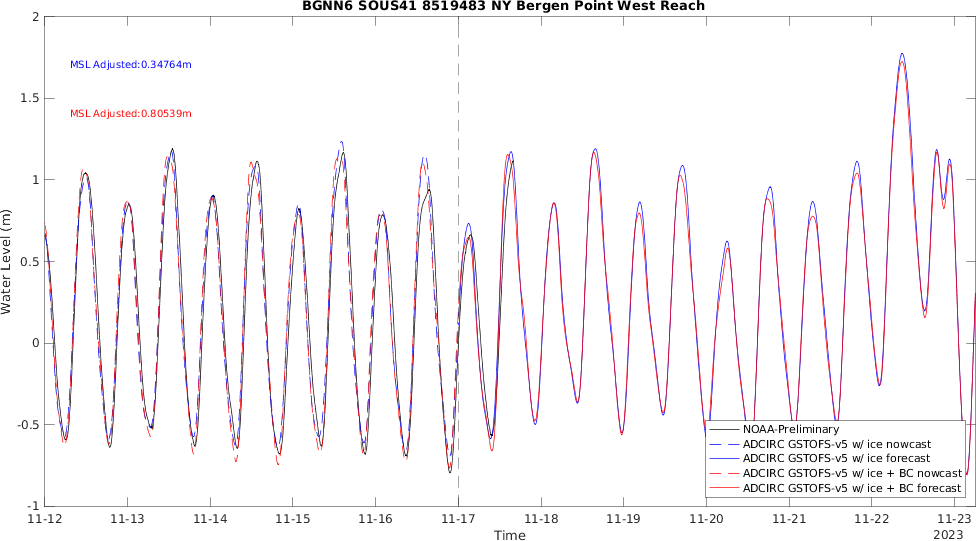 BGNN6 SOUS41 8519483 NY Bergen Point West Reach
2
MSL Adjusted:0.34764m
1.5
MSL Adjusted:0.80539m
1
Water Level (m)
0.5
0
-0.5
-1
NOAA-Preliminary
ADCIRC GSTOFS-v5 w/ ice nowcast
ADCIRC GSTOFS-v5 w/ ice forecast
ADCIRC GSTOFS-v5 w/ ice + BC nowcast
ADCIRC GSTOFS-v5 w/ ice + BC forecast
11-12 11-13 11-14 11-15 11-16 11-17 11-18 11-19 11-20 11-21 11-22 11-23
Time
2023